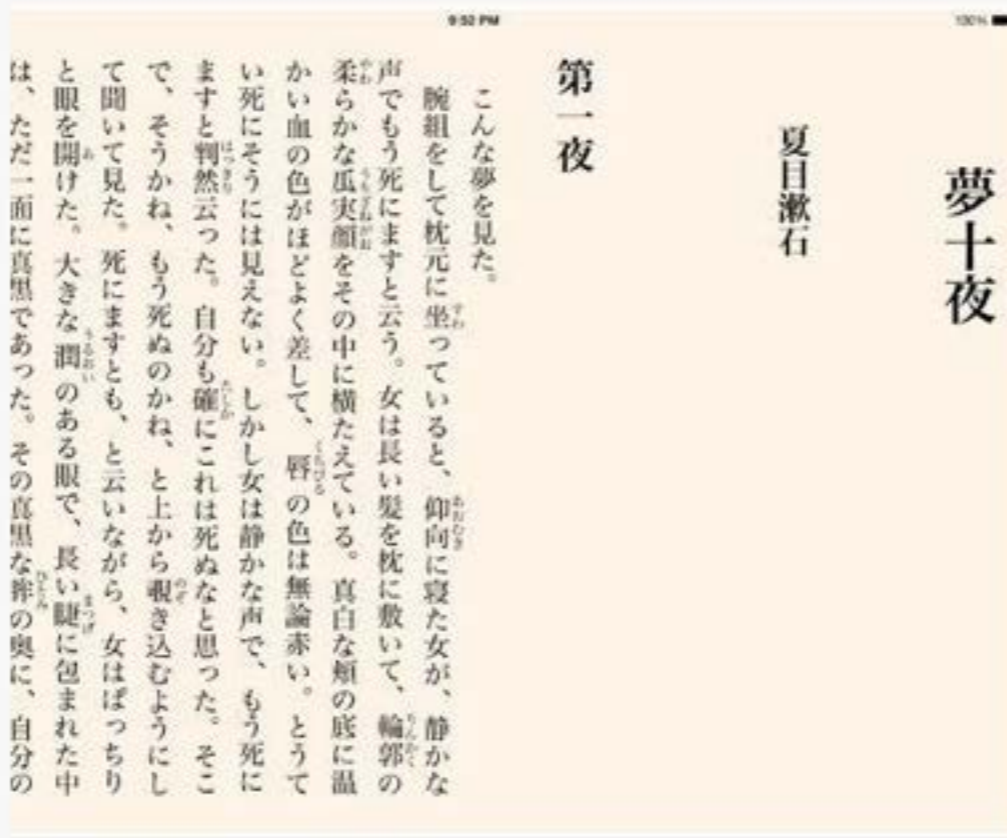 9:52 PM
100%
夢十夜
夏目漱石
第一夜
こんな夢を見た。
腕組をして枕元に坐っていると、仰向に寝た女が、静かな
声でもう死にますと云う。女は長い髪を枕に敷いて、輪郭の
柔らかな瓜実顔をその中に横たえている。真白な頬の底に温
かい血の色がほどよく差して、唇の色は無論赤い。とうて
い死にそうには見えない。しかし女は静かな声で、もう死に
ますと判然云った。自分も確にこれは死ぬなと思った。そこ
で、そうかね、もう死ぬのかね、と上から覗き込むようにし
て聞いて見た。死にますとも、と云いながら、女はぱっちり
と眼を開けた。大きな潤のある眼で、長い睫に包まれた中
は、ただ一面に真黒であった。その真黒な眸の奥に、自分の